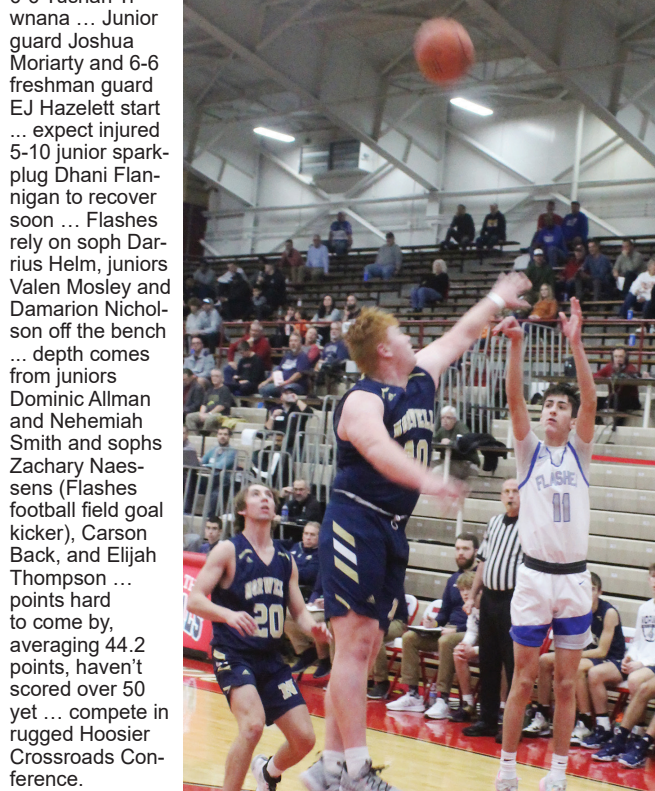 wnana … Junior
guard Joshua
Moriarty and 6-6
freshman guard
EJ Hazelett start
... expect injured
5-10 junior spark-
plug Dhani Flan-
nigan to recover
soon … Flashes
rely on soph Dar-
rius Helm, juniors
Valen Mosley and
Damarion Nichol-
son off the bench
... depth comes
from juniors
Dominic Allman
and Nehemiah
Smith and sophs
Zachary Naes-
sens (Flashes
football field goal
kicker), Carson
Back, and Elijah
Thompson …
points hard
to come by,
averaging 44.2
points, haven’t
scored over 50
yet … compete in
rugged Hoosier
Crossroads Con-
ference.
NORWELL
20
N
FLASHES
11